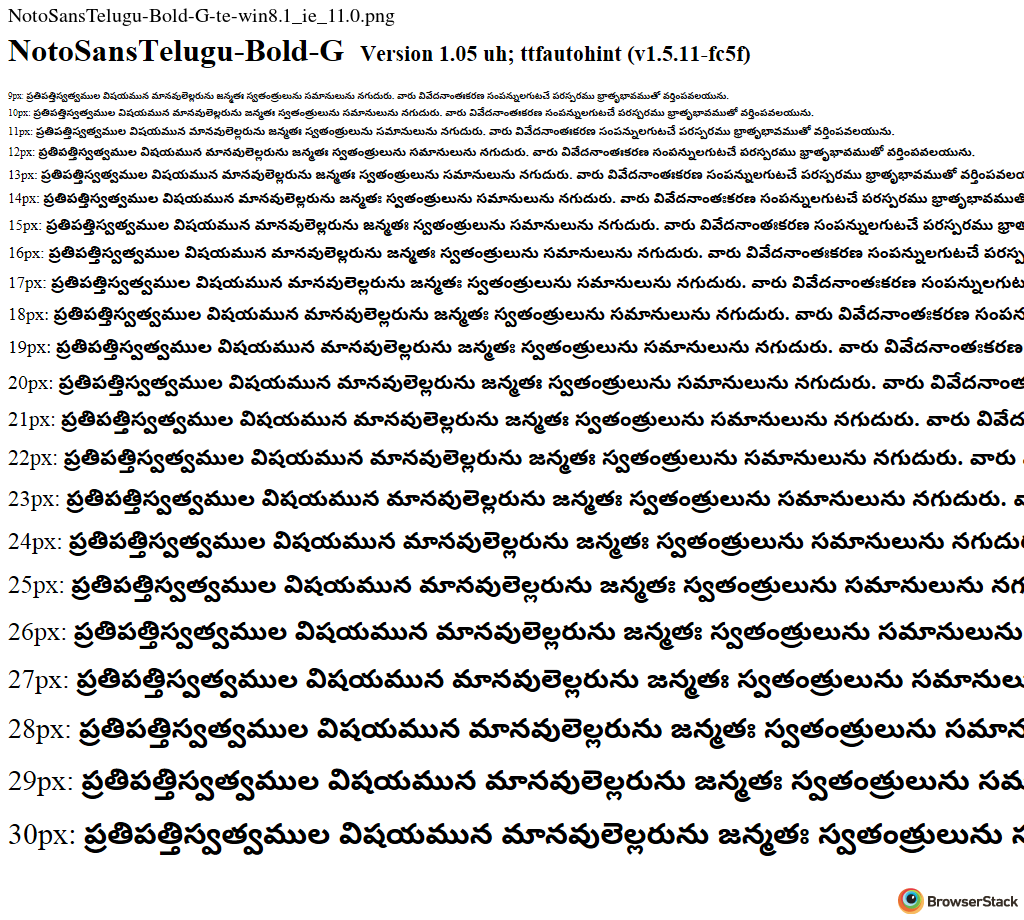 NotoSansTelugu-Bold-G-te-win8.1_ie_11.0.png
NotoSansTelugu-Bold-G Version 1.05 uh; ttfautohint (v1.5.11-fc5f)
9px: ప్రతిపత్తిస్వత్వముల విషయమున మానవులెల్లరును జన్మతః స్వతంత్రులును సమానులును నగుదురు. వారు వివేదనాంతఃకరణ సంపన్నులగుటచే పరస్పరము భ్రాతృభావముతో వర్తింపవలయును.
10px: ప్రతిపత్తిస్వత్వముల విషయమున మానవులెల్లరును జన్మతః స్వతంత్రులును సమానులును నగుదురు. వారు వివేదనాంతఃకరణ సంపన్నులగుటచే పరస్పరము భ్రాతృభావముతో వర్తింపవలయును.
11px: ప్రతిపత్తిస్వత్వముల విషయమున మానవులెల్లరును జన్మతః స్వతంత్రులును సమానులును నగుదురు. వారు వివేదనాంతఃకరణ సంపన్నులగుటచే పరస్పరము భ్రాతృభావముతో వర్తింపవలయును.
12px: ప్రతిపత్తిస్వత్వముల విషయమున మానవులెల్లరును జన్మతః స్వతంత్రులును సమానులును నగుదురు. వారు వివేదనాంతఃకరణ సంపన్నులగుటచే పరస్పరము భ్రాతృభావముతో వర్తింపవలయును.
13px: ప్రతిపత్తిస్వత్వముల విషయమున మానవులెల్లరును జన్మతః స్వతంత్రులును సమానులును నగుదురు. వారు వివేదనాంతఃకరణ సంపన్నులగుటచే పరస్పరము భ్రాతృభావముతో
14px: ప్రతిపత్తిస్వత్వముల విషయమున మానవులెల్లరును జన్మతః స్వతంత్రులును సమానులును నగుదురు. వారు వివేదనాంతఃకరణ సంపన్నులగుటచే పరస్పరము
15px: ప్రతిపత్తిస్వత్వముల విషయమున మానవులెల్లరును జన్మతః స్వతంత్రులును సమానులును నగుదురు. వారు వివేదనాంతఃకరణ సంపన్నులగుటచే పరస్పరము
16px: ప్రతిపత్తిస్వత్వముల విషయమున మానవులెల్లరును జన్మతః స్వతంత్రులును సమానులును నగుదురు. వారు వివేదనాంతఃకరణ సంపన్నులగుటచే
17px: ప్రతిపత్తిస్వత్వముల విషయమున మానవులెల్లరును జన్మతః స్వతంత్రులును సమానులును నగుదురు. వారు వివేదనాంతఃకరణ
18px: ప్రతిపత్తిస్వత్వముల విషయమున మానవులెల్లరును జన్మతః స్వతంత్రులును సమానులును నగుదురు. వారు వివేదనాంతఃకరణ
19px: ప్రతిపత్తిస్వత్వముల విషయమున మానవులెల్లరును జన్మతః స్వతంత్రులును సమానులును నగుదురు. వారు వివేదనాంతఃకరణ
20px: ప్రతిపత్తిస్వత్వముల విషయమున మానవులెల్లరును జన్మతః స్వతంత్రులును సమానులును నగుదురు. వారు
21px: ప్రతిపత్తిస్వత్వముల విషయమున మానవులెల్లరును జన్మతః స్వతంత్రులును సమానులును నగుదురు. వారు
22px: ప్రతిపత్తిస్వత్వముల విషయమున మానవులెల్లరును జన్మతః స్వతంత్రులును సమానులును నగుదురు. వారు
23px: ప్రతిపత్తిస్వత్వముల విషయమున మానవులెల్లరును జన్మతః స్వతంత్రులును సమానులును నగుదురు.
24px: ప్రతిపత్తిస్వత్వముల విషయమున మానవులెల్లరును జన్మతః స్వతంత్రులును సమానులును
25px: ప్రతిపత్తిస్వత్వముల విషయమున మానవులెల్లరును జన్మతః స్వతంత్రులును సమానులును
26px: ప్రతిపత్తిస్వత్వముల విషయమున మానవులెల్లరును జన్మతః స్వతంత్రులును సమానులును
27px: ప్రతిపత్తిస్వత్వముల విషయమున మానవులెల్లరును జన్మతః స్వతంత్రులును
28px: ప్రతిపత్తిస్వత్వముల విషయమున మానవులెల్లరును జన్మతః స్వతంత్రులును
29px: ప్రతిపత్తిస్వత్వముల విషయమున మానవులెల్లరును జన్మతః స్వతంత్రులును
30px: ప్రతిపత్తిస్వత్వముల విషయమున మానవులెల్లరును జన్మతః స్వతంత్రులును
BrowserStack